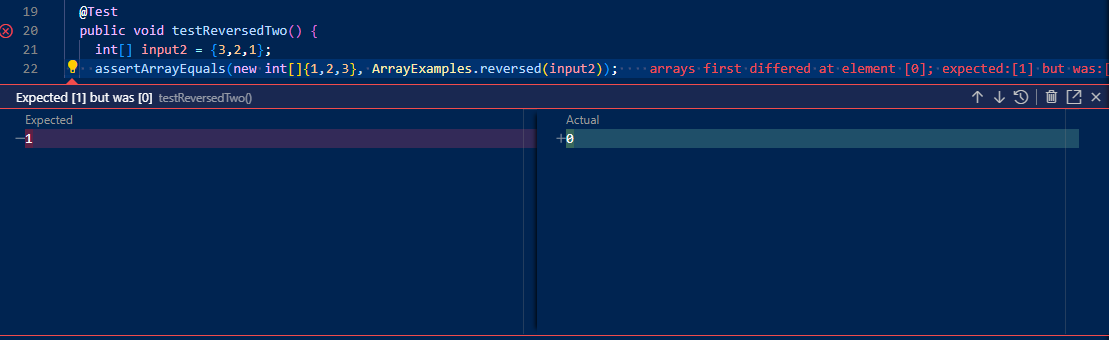 19 @Test
20 public void testReversedTwo() {
21 int[] input2 = {3,2,1};
22 assertArrayEquals(new int[]{1,2,3}, ArrayExamples.reversed(input2)); arrays first differed at element [0]; expected:[1] but was:[
Expected [1] but was [0] testReversedTwo()
Expected Actual
−1 +0